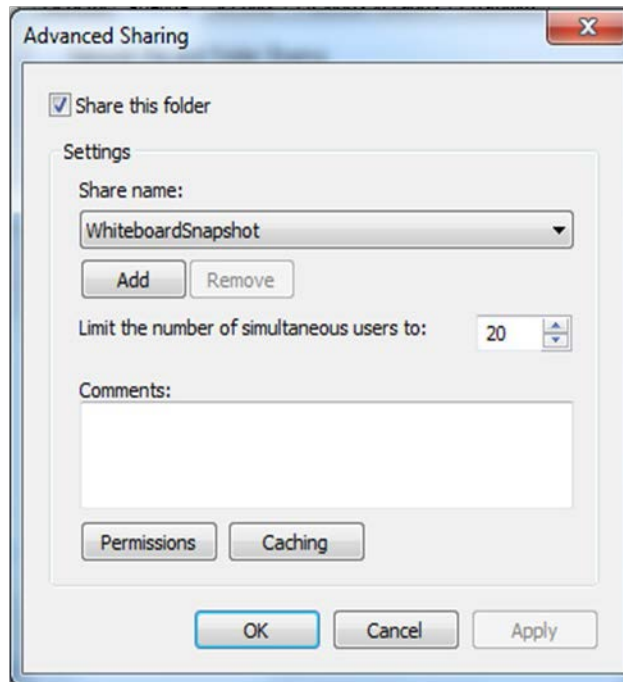 Advanced Sharing
Share this folder
Settings
Share name:
WhiteboardSnapshot
Add Remove
Limit the number of simultaneous users to: 20
Comments:
Permissions Caching
OK Cancel Apply